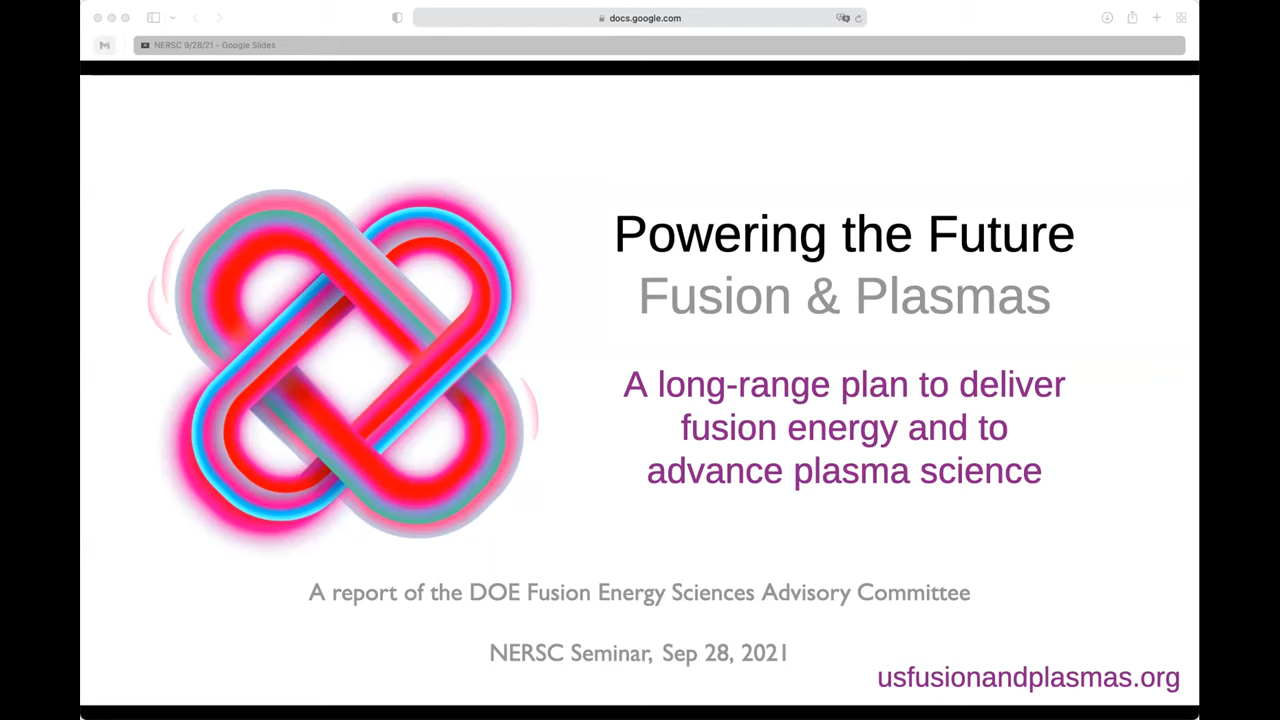 docs.google.com
NERSC 9/28/21 - Google Slides
Powering the Future
Fusion & Plasmas
A long-range plan to deliver
fusion energy and to
advance plasma science
A report of the DOE Fusion Energy Sciences Advisory Committee
NERSC Seminar, Sep 28, 2021
usfusionandplasmas.org